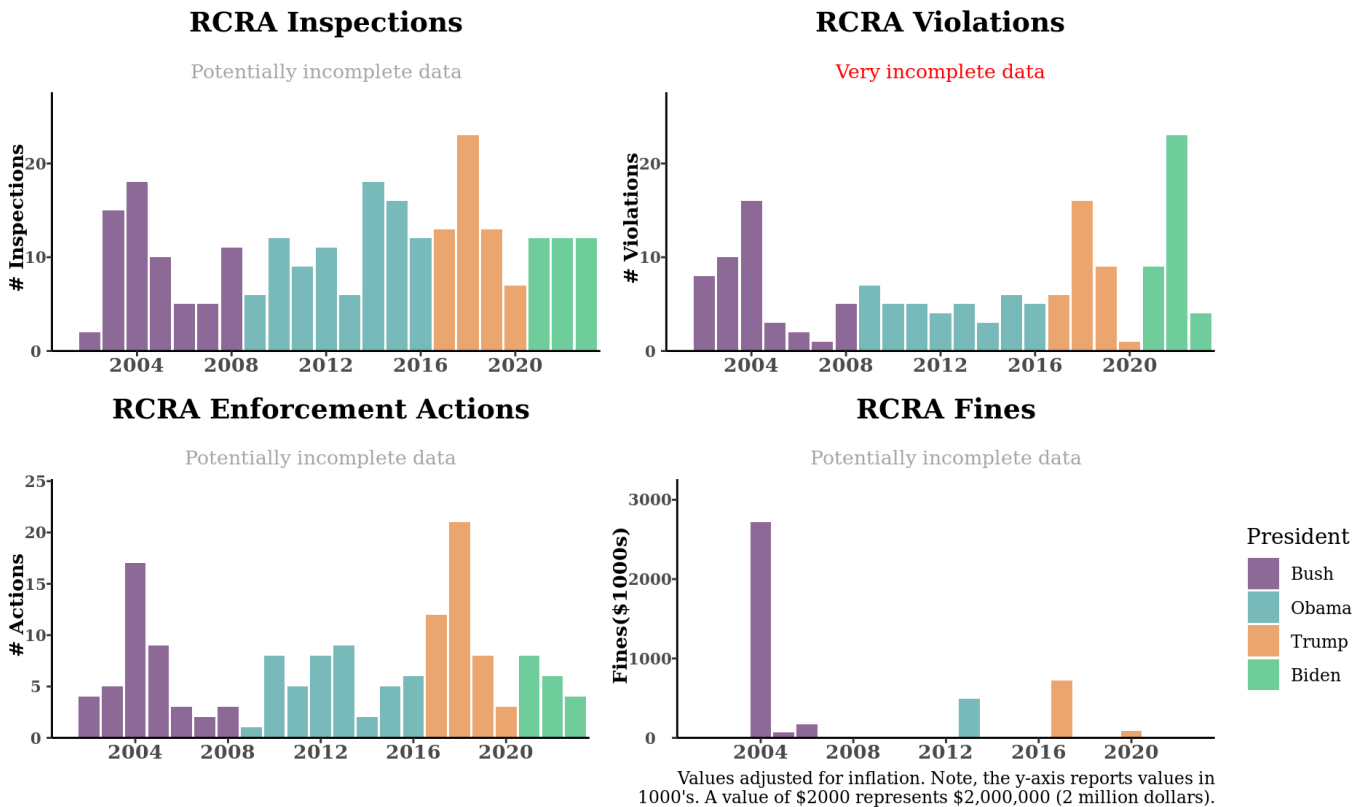 RCRA Inspections
Potentially incomplete data
# Inspections
20
10
0
2004 2008 2012 2016 2020
RCRA Violations
Very incomplete data
# Violations
20
10
0
2004 2008 2012 2016 2020
RCRA Enforcement Actions
Potentially incomplete data
# Actions
25
20
15
10
5
0
2004 2008 2012 2016 2020
RCRA Fines
Potentially incomplete data
Fines($1000s)
3000
2000
1000
0
2004 2008 2012 2016 2020
President
Bush
Obama
Trump
Biden
Values adjusted for inflation. Note, the y-axis reports values in
1000's. A value of $2000 represents $2,000,000 (2 million dollars).